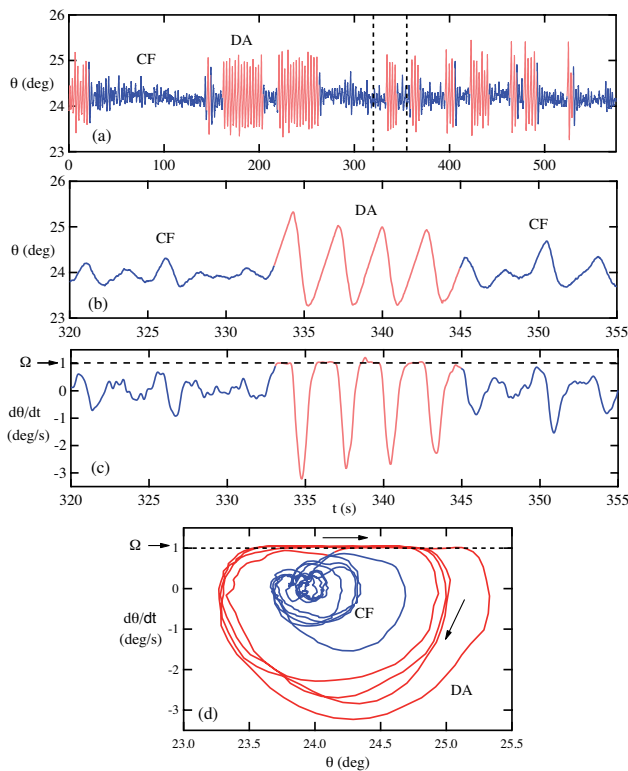 26
25
θ (deg)
24
23
CF
DA
(a)
0 100 200 300 400 500
26
25
θ (deg)
24
23
CF
DA
CF
(b)
320 325 330 335 340 345 350 355
Ω
1
0
-1
-2
-3
dθ/dt
(deg/s)
(c)
320 325 330 335 340 345 350 355
t (s)
Ω
1
0
-1
-2
-3
dθ/dt
(deg/s)
CF
DA
(d)
23.0 23.5 24.0 24.5 25.0 25.5
θ (deg)